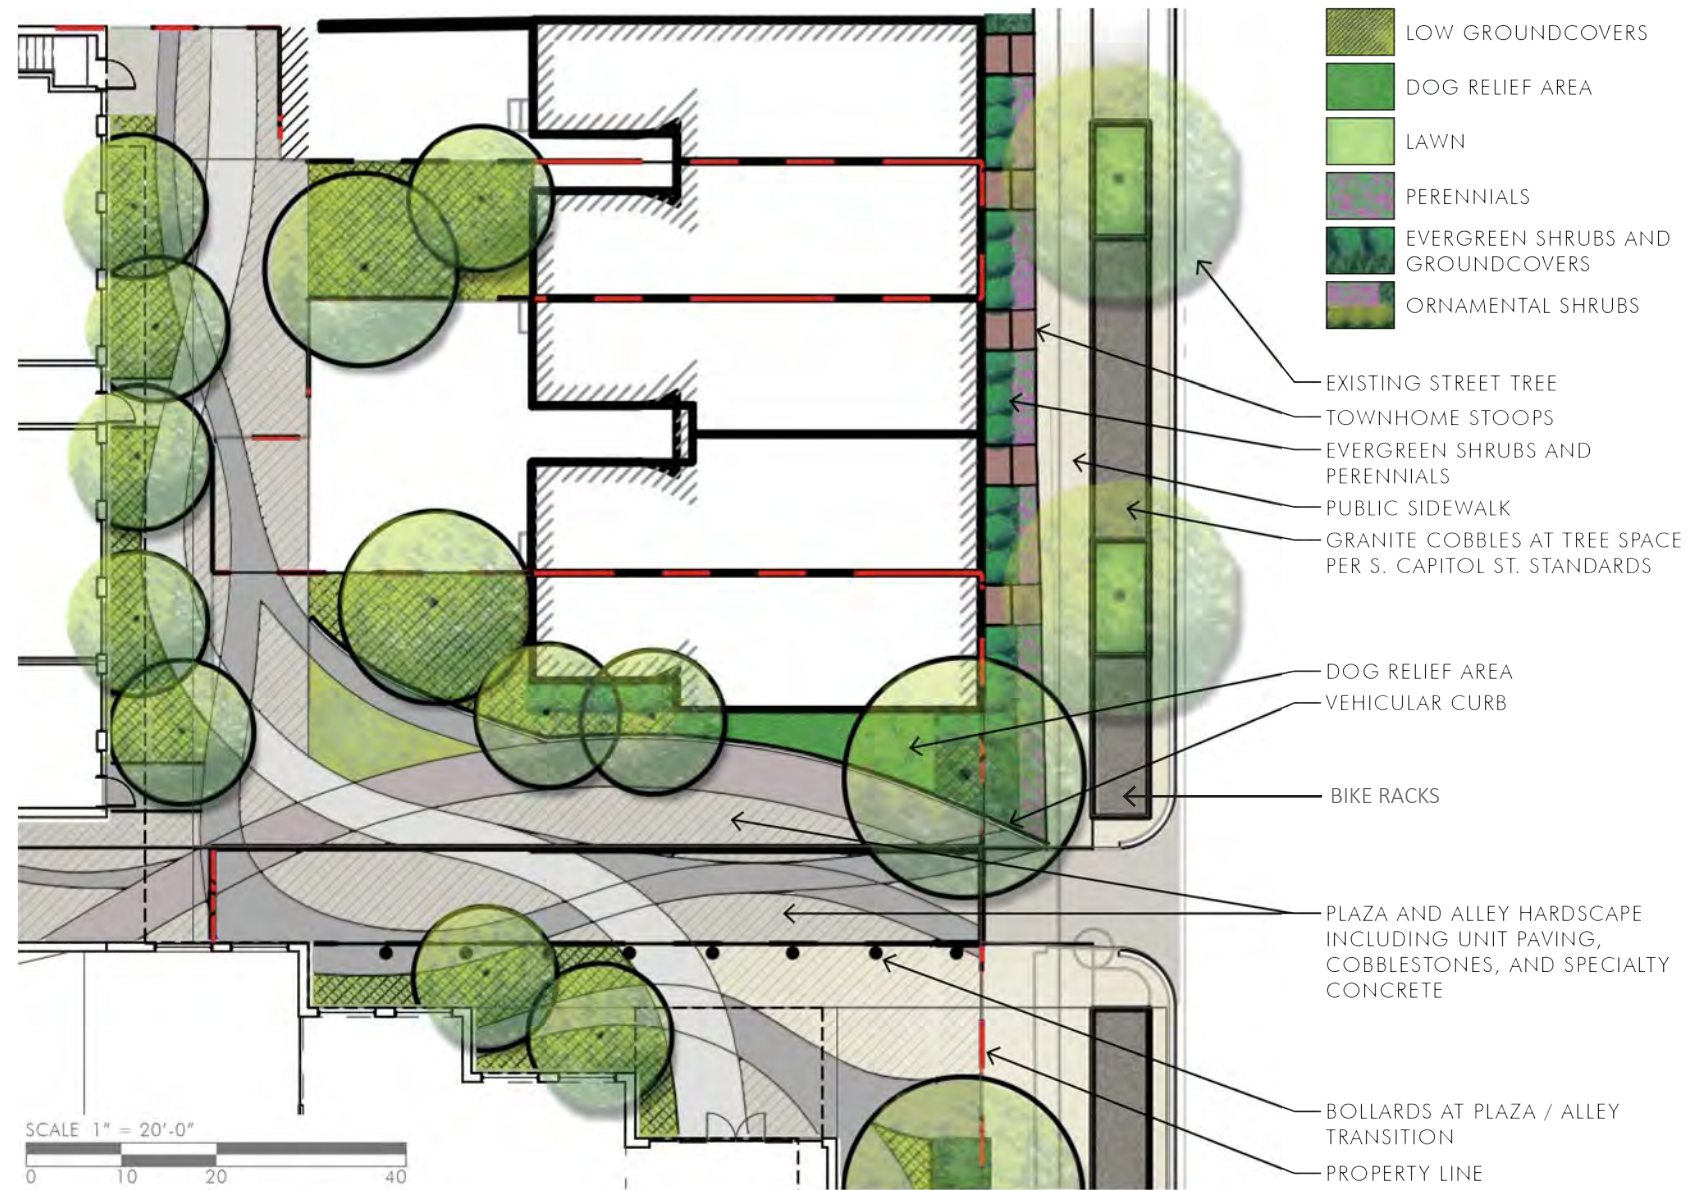 LOW GROUNDCOVERS
DOG RELIEF AREA
LAWN
PERENNIALS
EVERGREEN SHRUBS AND
GROUNDCOVERS
ORNAMENTAL SHRUBS
EXISTING STREET TREE
TOWNHOME STOOPS
EVERGREEN SHRUBS AND
PERENNIALS
PUBLIC SIDEWALK
GRANITE COBBLES AT TREE SPACE
PER S. CAPITOL ST. STANDARDS
DOG RELIEF AREA
VEHICULAR CURB
BIKE RACKS
PLAZA AND ALLEY HARDSCAPE
INCLUDING UNIT PAVING,
COBBLESTONES, AND SPECIALTY
CONCRETE
BOLLARDS AT PLAZA / ALLEY
TRANSITION
PROPERTY LINE
SCALE 1" = 20'-0"
0 10 20 40